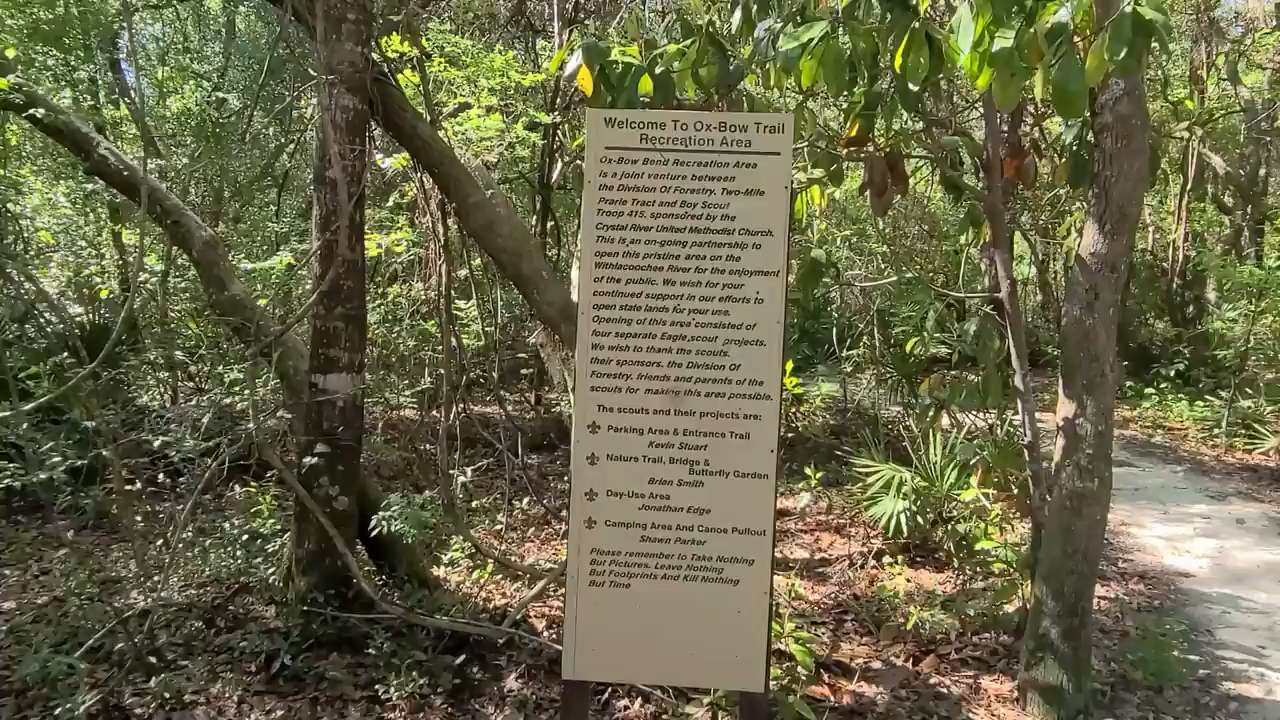 Welcome To Ox-Bow Trail
Recreation Area
Ox-Bow Bend Recreation Area
is a joint venture between
the Division Of Forestry, Two-Mile
Prarie Tract and Boy Scout
Troop 415, sponsored by the
Crystal River United Methodist Church.
This is an on-going partnership to
open this pristine area on the
Withlacoochee River for the enjoyment
of the public. We wish for your
continued support in our efforts to
open state lands for your use.
Opening of this area consisted of
four separate Eagle scout projects.
We wish to thank the scouts,
their sponsors, the Division Of
Forestry, friends and parents of the
scouts for making this area possible.
The scouts and their projects are:
Parking Area & Entrance Trail
Kevin Stuart
Nature Trail, Bridge &
Butterfly Garden
Brian Smith
Day-Use Area
Jonathan Edge
Camping Area And Canoe Pullout
Shawn Parker
Please remember to Take Nothing
But Pictures, Leave Nothing
But Footprints And Kill Nothing
But Time